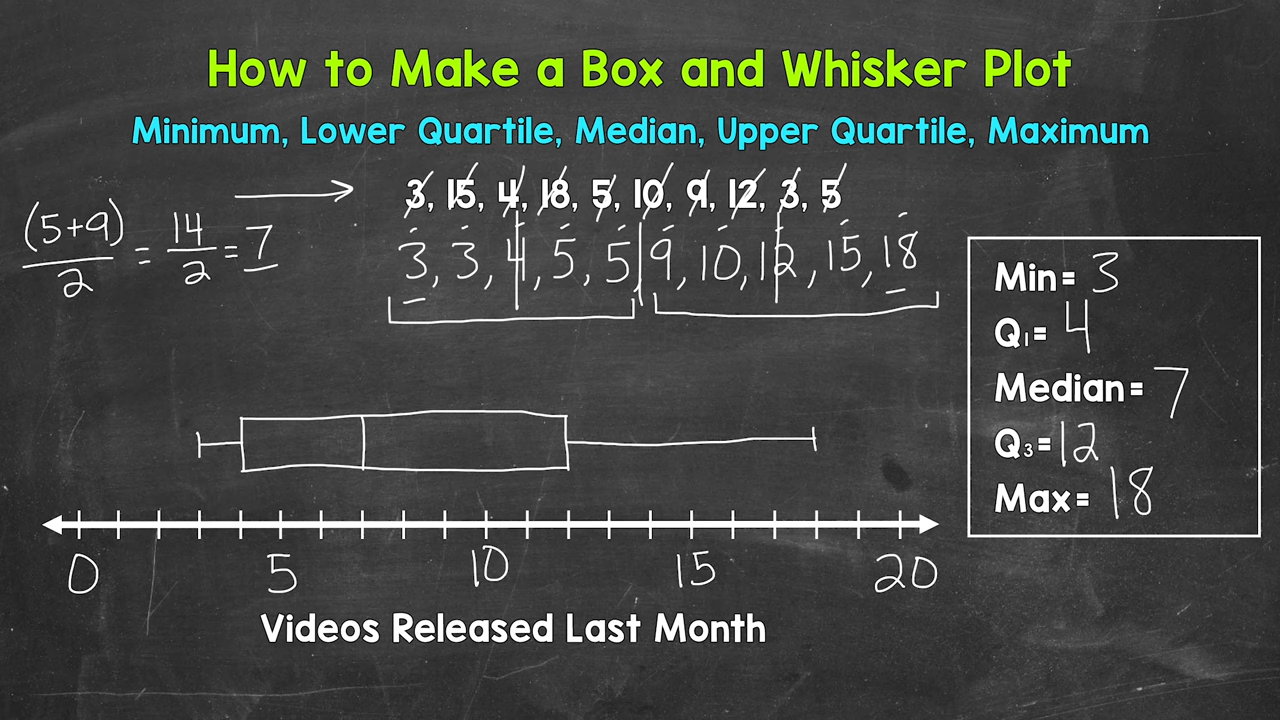 How to Make a Box and Whisker Plot
Minimum, Lower Quartile, Median, Upper Quartile, Maximum
3, 15, 4, 18, 5, 10, 9, 12, 3, 5
(5+9)/2 = 14/2 = 7
3, 3, 4, 5, 5, 9, 10, 12, 15, 18
Min= 3
Q1= 4
Median= 7
Q3= 12
Max= 18
0 5 10 15 20
Videos Released Last Month